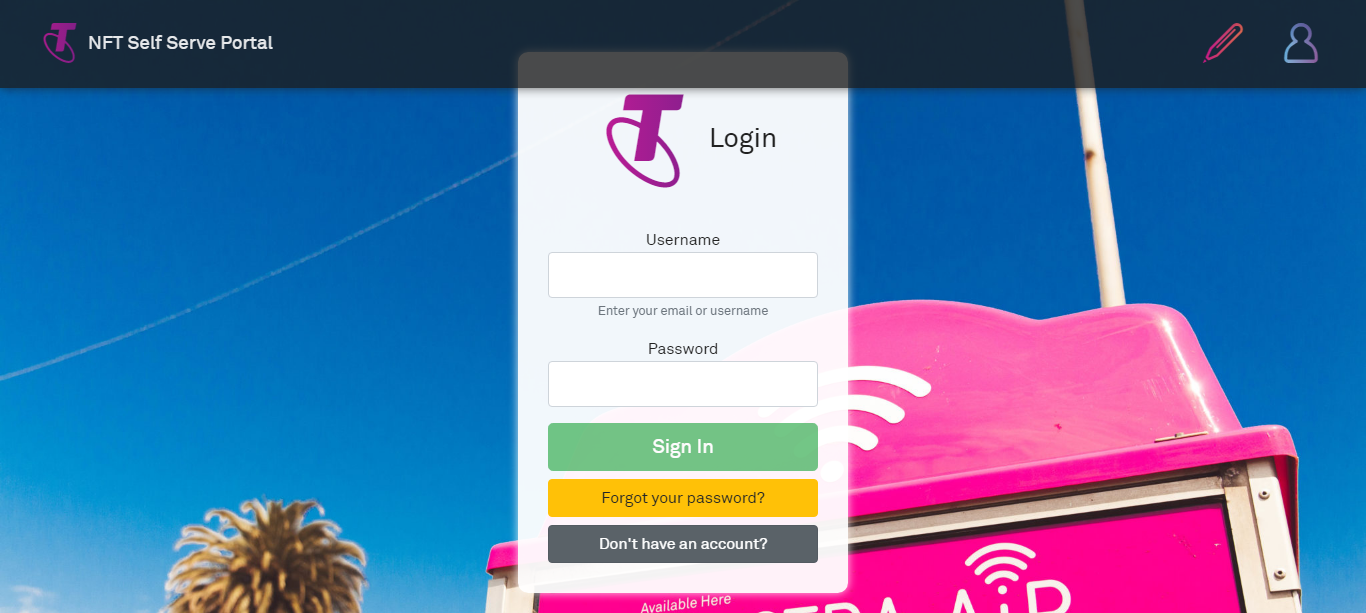 NFT Self Serve Portal
Login
Username
Enter your email or username
Password
Sign In
Forgot your password?
Don't have an account?
Available Here
AiR